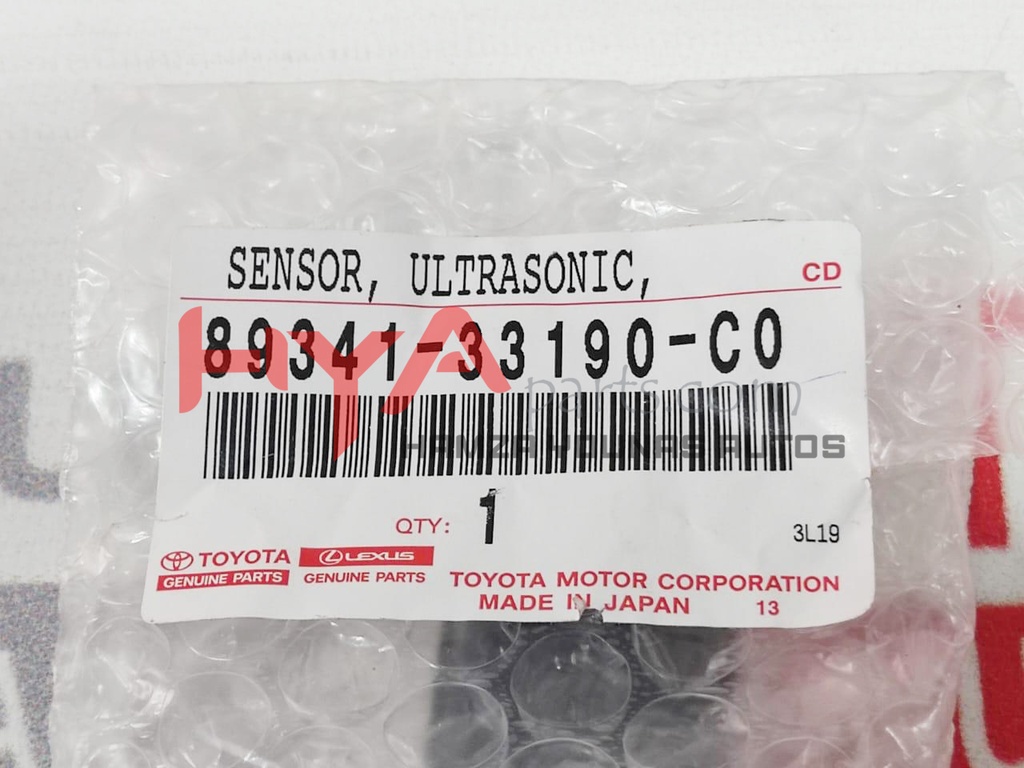 SENSOR, ULTRASONIC,
CD
89341-33190-C0
HYA
parts.com
HAMZA YOUNAS AUTOS
QTY: 1
3L19
TOYOTA
GENUINE PARTS
LEXUS
GENUINE PARTS
TOYOTA MOTOR CORPORATION
MADE IN JAPAN 13